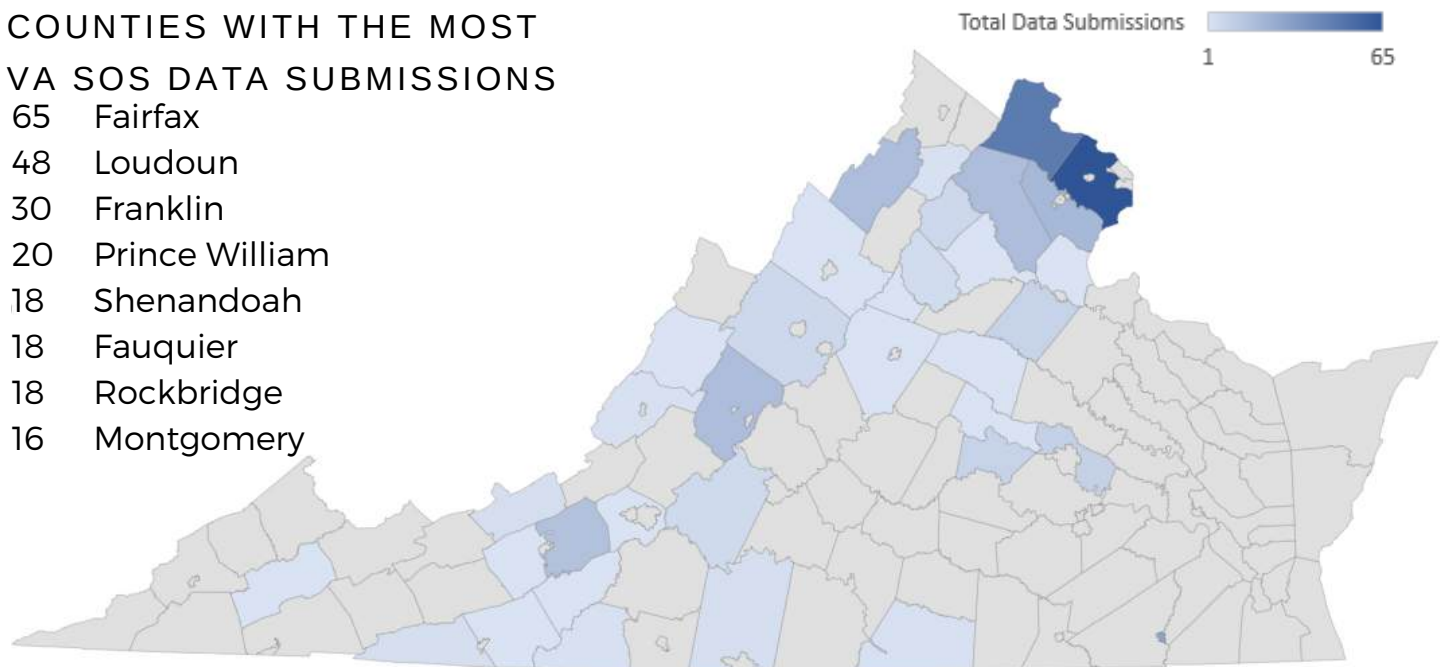 COUNTIES WITH THE MOST
VA SOS DATA SUBMISSIONS
65 Fairfax
48 Loudoun
30 Franklin
20 Prince William
18 Shenandoah
18 Fauquier
18 Rockbridge
16 Montgomery
Total Data Submissions
1 65